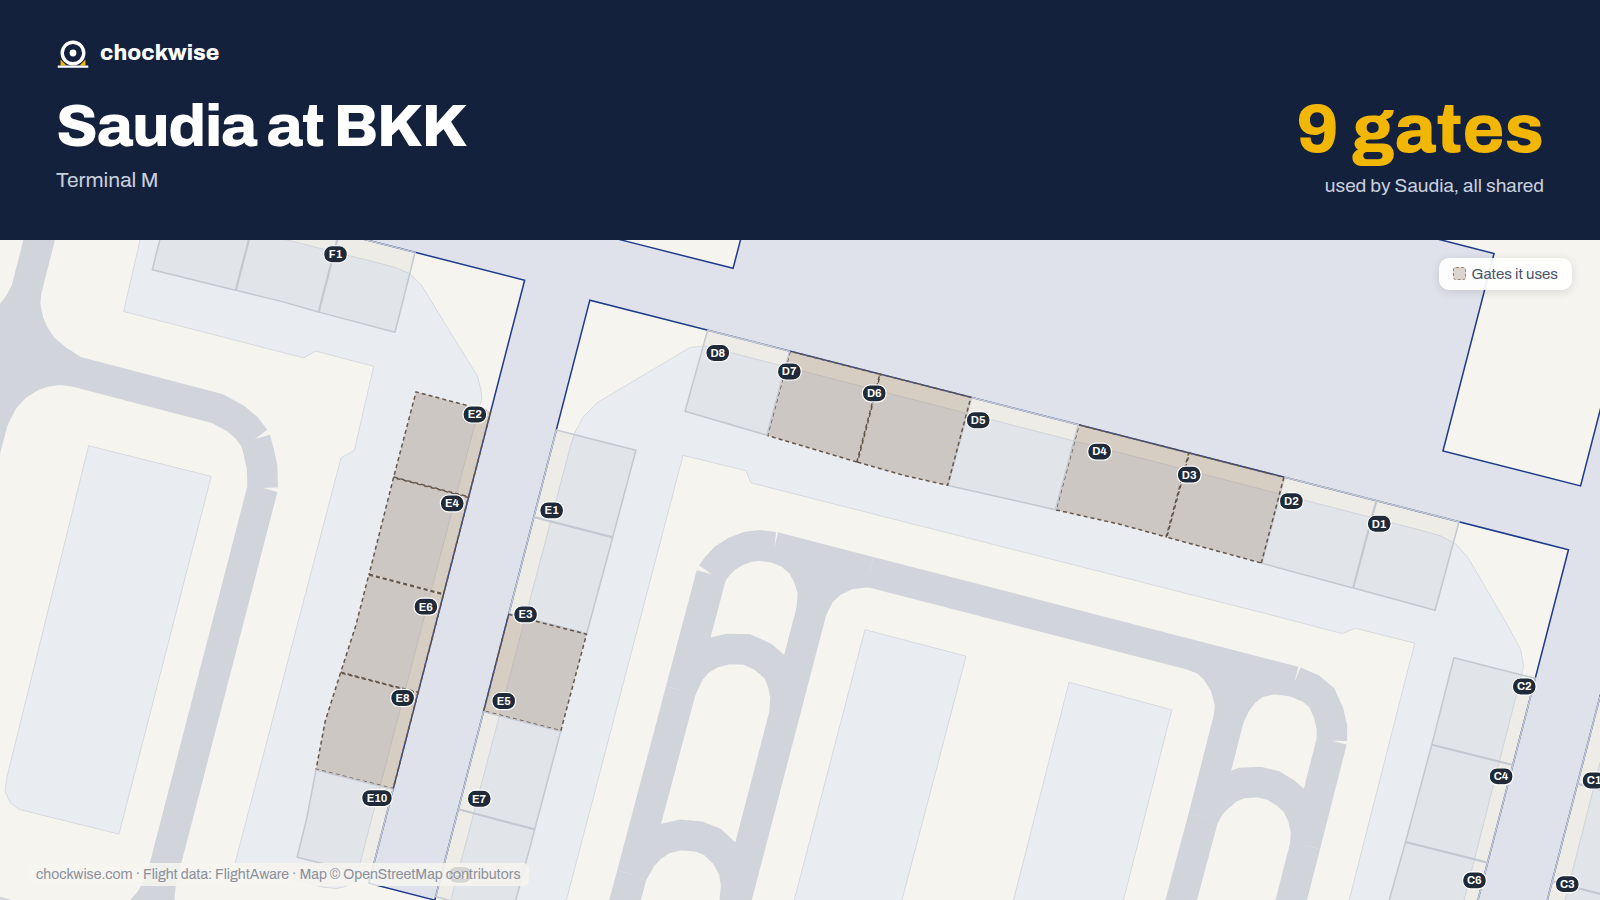 chockwise
Saudia at BKK
Terminal M
9 gates
used by Saudia, all shared
Gates it uses
F1
D8
D7
D6
D5
D4
D3
D2
D1
E2
E4
E6
E8
E10
E1
E3
E5
E7
C2
C4
C6
C1
C3
chockwise.com · Flight data: FlightAware · Map © OpenStreetMap contributors